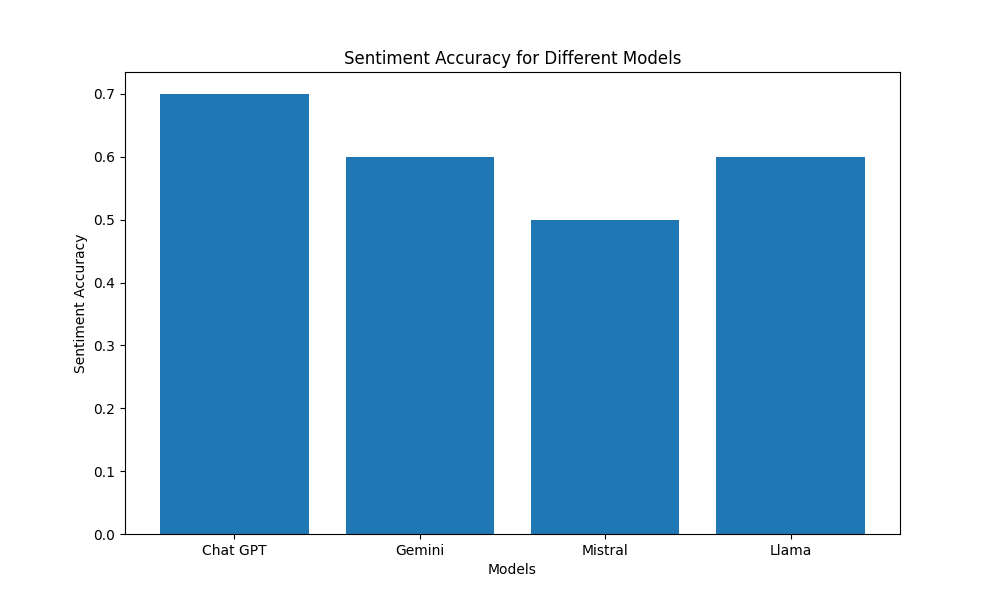 Sentiment Accuracy for Different Models
Sentiment Accuracy
0.7
0.6
0.5
0.4
0.3
0.2
0.1
0.0
Chat GPT Gemini Mistral Llama
Models